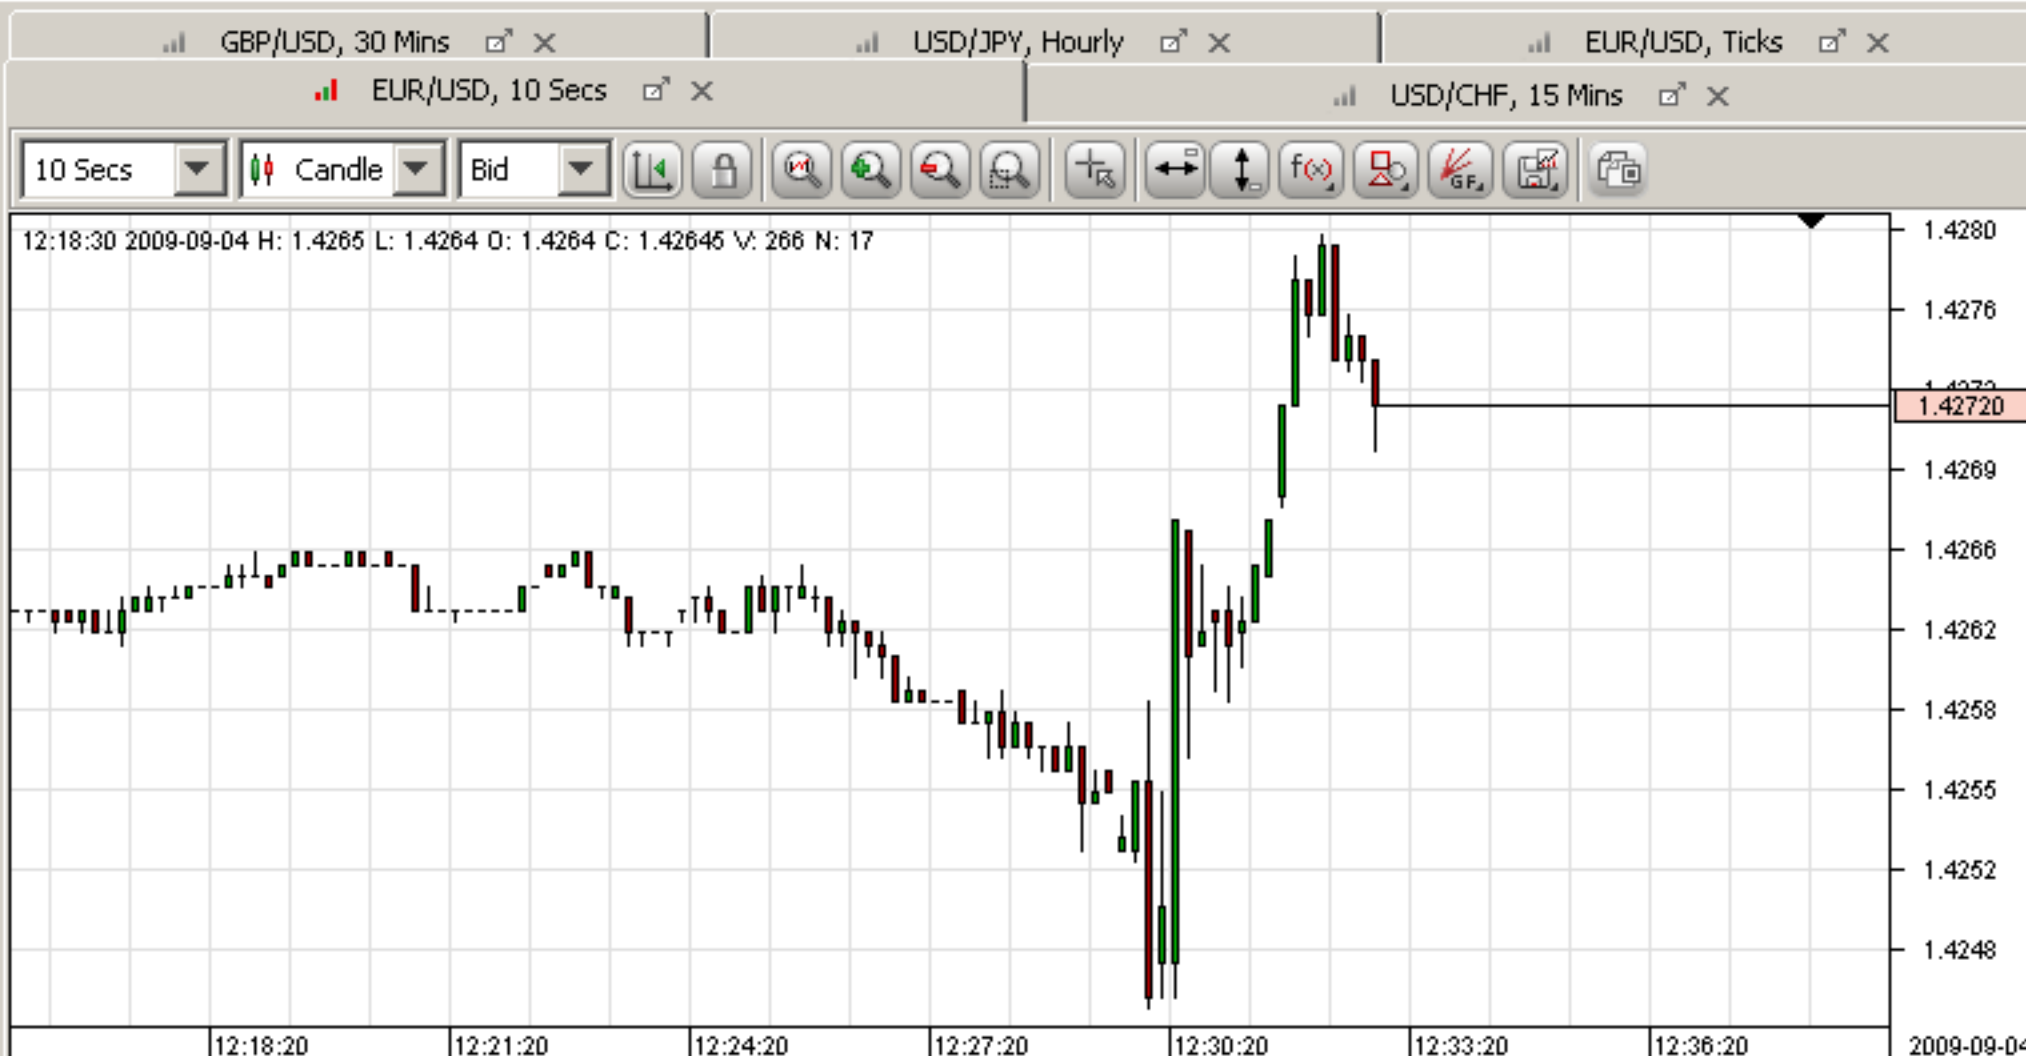 GBP/USD, 30 Mins
USD/JPY, Hourly
EUR/USD, Ticks
EUR/USD, 10 Secs
USD/CHF, 15 Mins
10 Secs
Candle
Bid
f(x)
GF
12:18:30 2009-09-04 H: 1.4265 L: 1.4264 O: 1.4264 C: 1.42645 V: 266 N: 17
1.4280
1.4276
1.42720
1.4269
1.4266
1.4262
1.4258
1.4255
1.4252
1.4248
12:18:20
12:21:20
12:24:20
12:27:20
12:30:20
12:33:20
12:36:20
2009-09-04